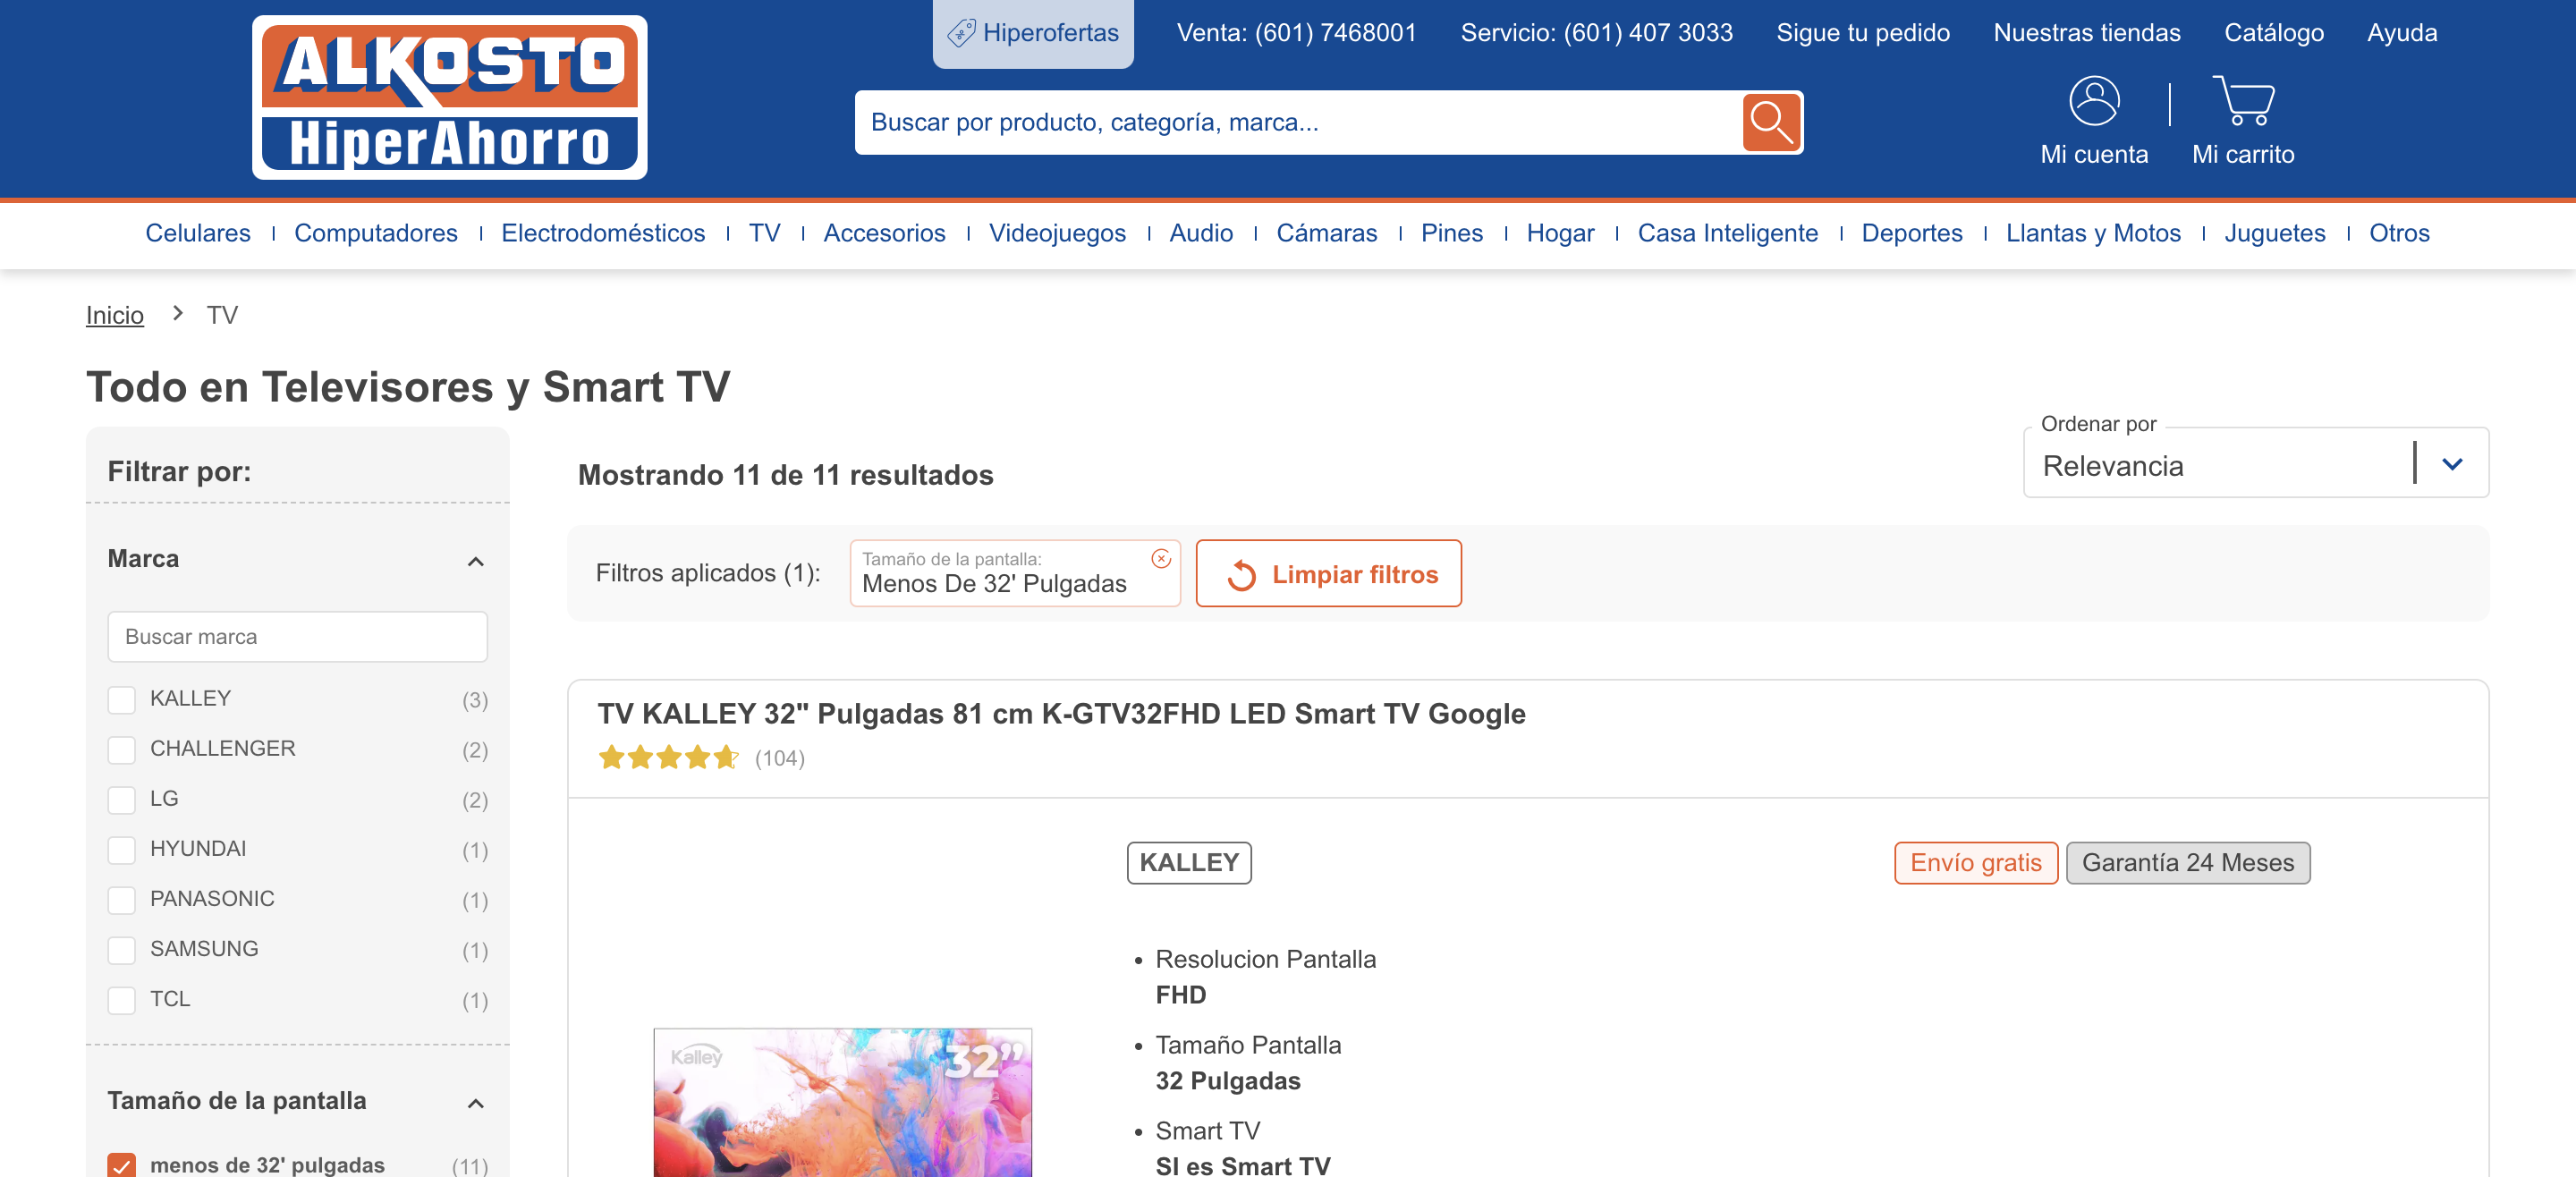 ALKOSTO
HiperAhorro
Hiperofertas
Venta: (601) 7468001
Servicio: (601) 407 3033
Sigue tu pedido
Nuestras tiendas
Catálogo
Ayuda
Buscar por producto, categoría, marca...
Mi cuenta
Mi carrito
Celulares
Computadores
Electrodomésticos
TV
Accesorios
Videojuegos
Audio
Cámaras
Pines
Hogar
Casa Inteligente
Deportes
Llantas y Motos
Juguetes
Otros
Inicio > TV
Todo en Televisores y Smart TV
Filtrar por:
Marca
Buscar marca
KALLEY (3)
CHALLENGER (2)
LG (2)
HYUNDAI (1)
PANASONIC (1)
SAMSUNG (1)
TCL (1)
Tamaño de la pantalla
menos de 32' pulgadas (11)
Mostrando 11 de 11 resultados
Ordenar por
Relevancia
Filtros aplicados (1):
Tamaño de la pantalla:
Menos De 32' Pulgadas
Limpiar filtros
TV KALLEY 32" Pulgadas 81 cm K-GTV32FHD LED Smart TV Google
(104)
Kalley
32”
KALLEY
Envío gratis
Garantía 24 Meses
• Resolucion Pantalla
FHD
• Tamaño Pantalla
32 Pulgadas
• Smart TV
SI es Smart TV